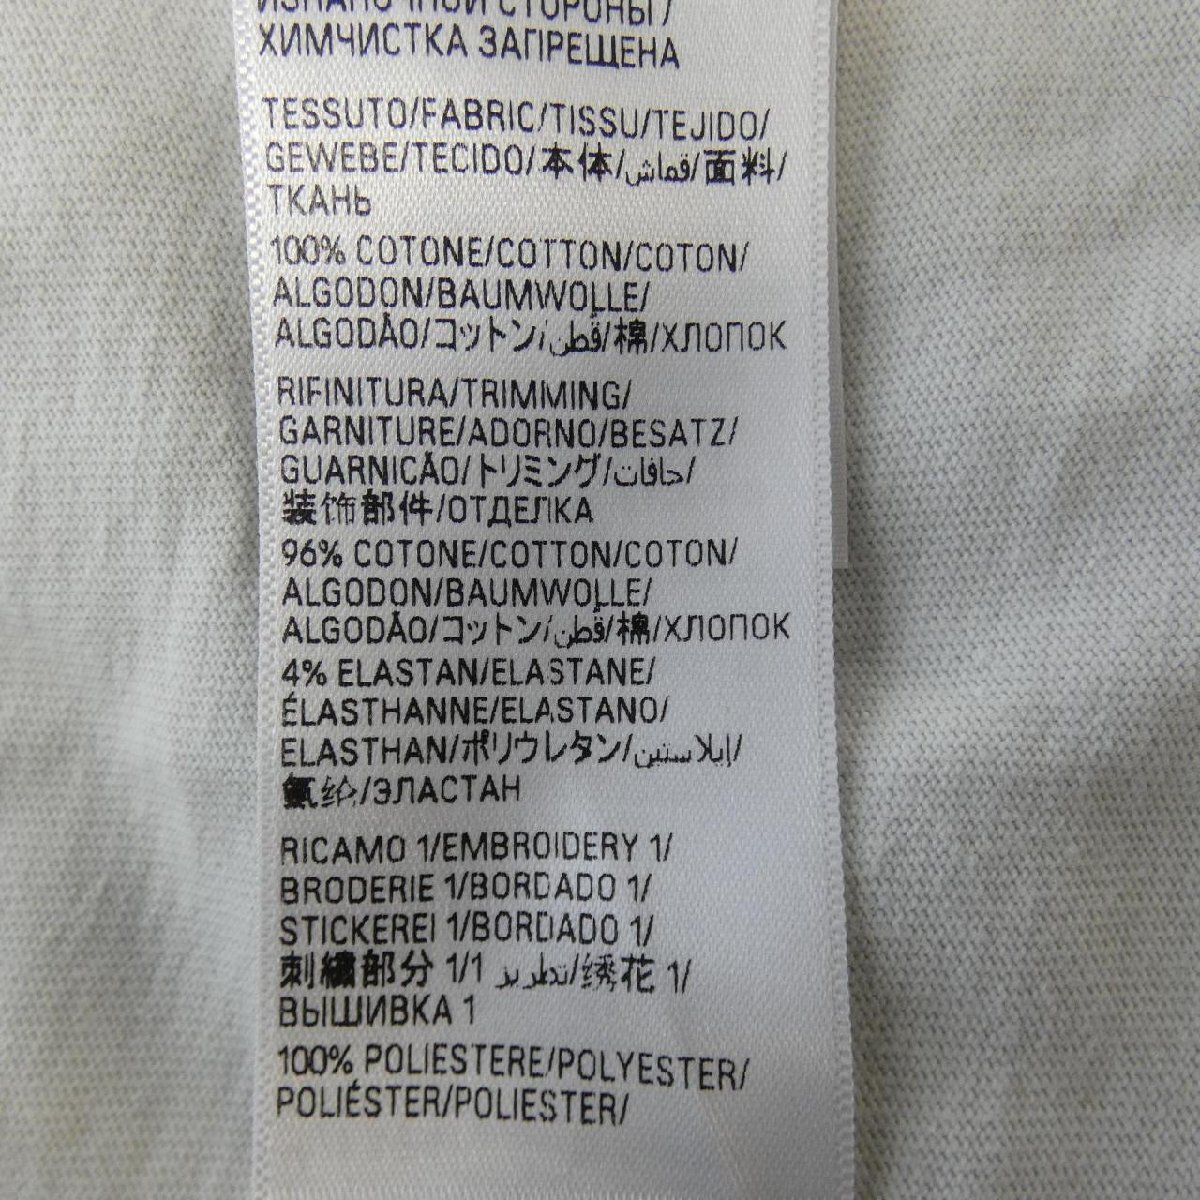 ИЗНАНОЧНОЙ СТОРОНЫ /
ХИМЧИСТКА ЗАПРЕЩЕНА
TESSUTO/FABRIC/TISSU/TEJIDO/
GEWEBE/TECIDO/本体/قماش/面料/
ТКАНЬ
100% COTONE/COTTON/COTON/
ALGODON/BAUMWOLLE/
ALGODÃO/コットン/قطن/棉/ХЛОПОК
RIFINITURA/TRIMMING/
GARNITURE/ADORNO/BESATZ/
GUARNICÃO/トリミング/حافات/
装饰部件/ОТДЕЛКА
96% COTONE/COTTON/COTON/
ALGODON/BAUMWOLLE/
ALGODÃO/コットン/قطن/棉/ХЛОПОК
4% ELASTAN/ELASTANE/
ÉLASTHANNE/ELASTANO/
ELASTHAN/ポリウレタン/إيلاستين/
氨纶/ЭЛАСТАН
RICAMO 1/EMBROIDERY 1/
BRODERIE 1/BORDADO 1/
STICKEREI 1/BORDADO 1/
刺繍部分 1/1 تطريز/绣花 1/
ВЫШИВКА 1
100% POLIESTERE/POLYESTER/
POLIÉSTER/POLIESTER/